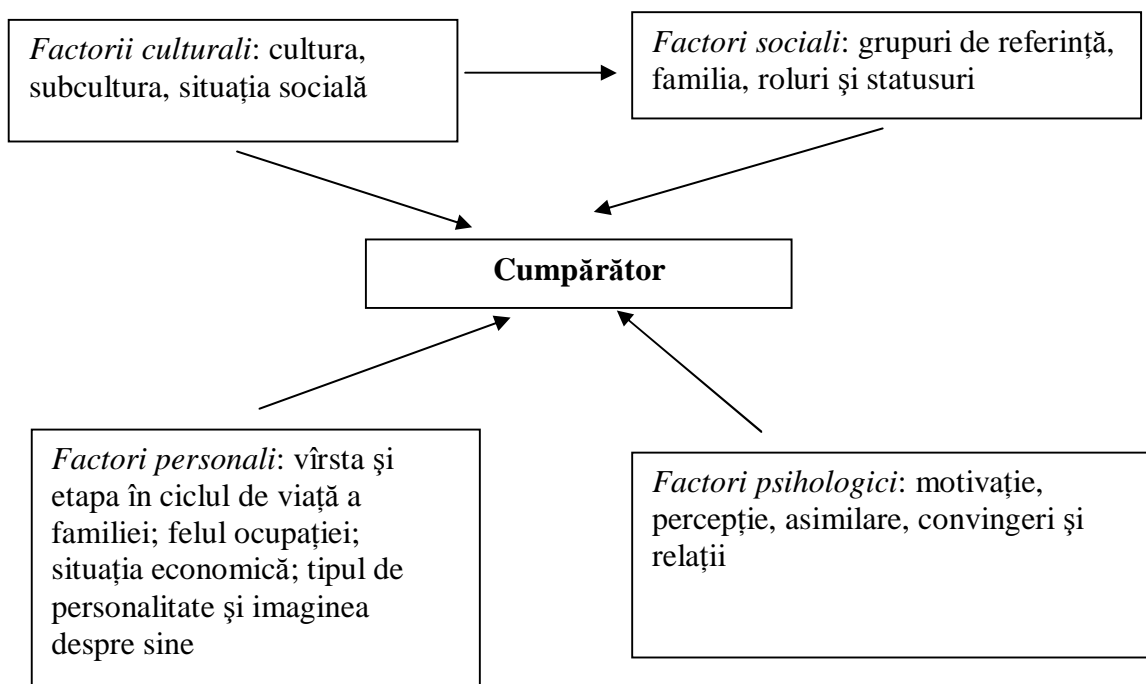 Factorii culturali: cultura,
subcultura, situația socială
Factori sociali: grupuri de referință,
familia, roluri şi statusuri
Cumpărător
Factori personali: vîrsta şi
etapa în ciclul de viață a
familiei; felul ocupației;
situația economică; tipul de
personalitate şi imaginea
despre sine
Factori psihologici: motivație,
percepție, asimilare, convingeri şi
relații